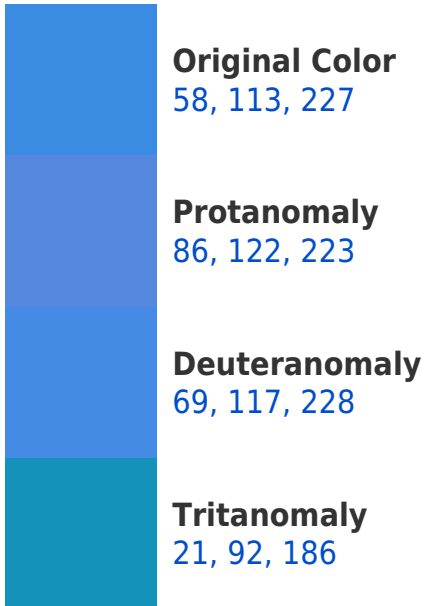 Original Color
58, 113, 227
Protanomaly
86, 122, 223
Deuteranomaly
69, 117, 228
Tritanomaly
21, 92, 186